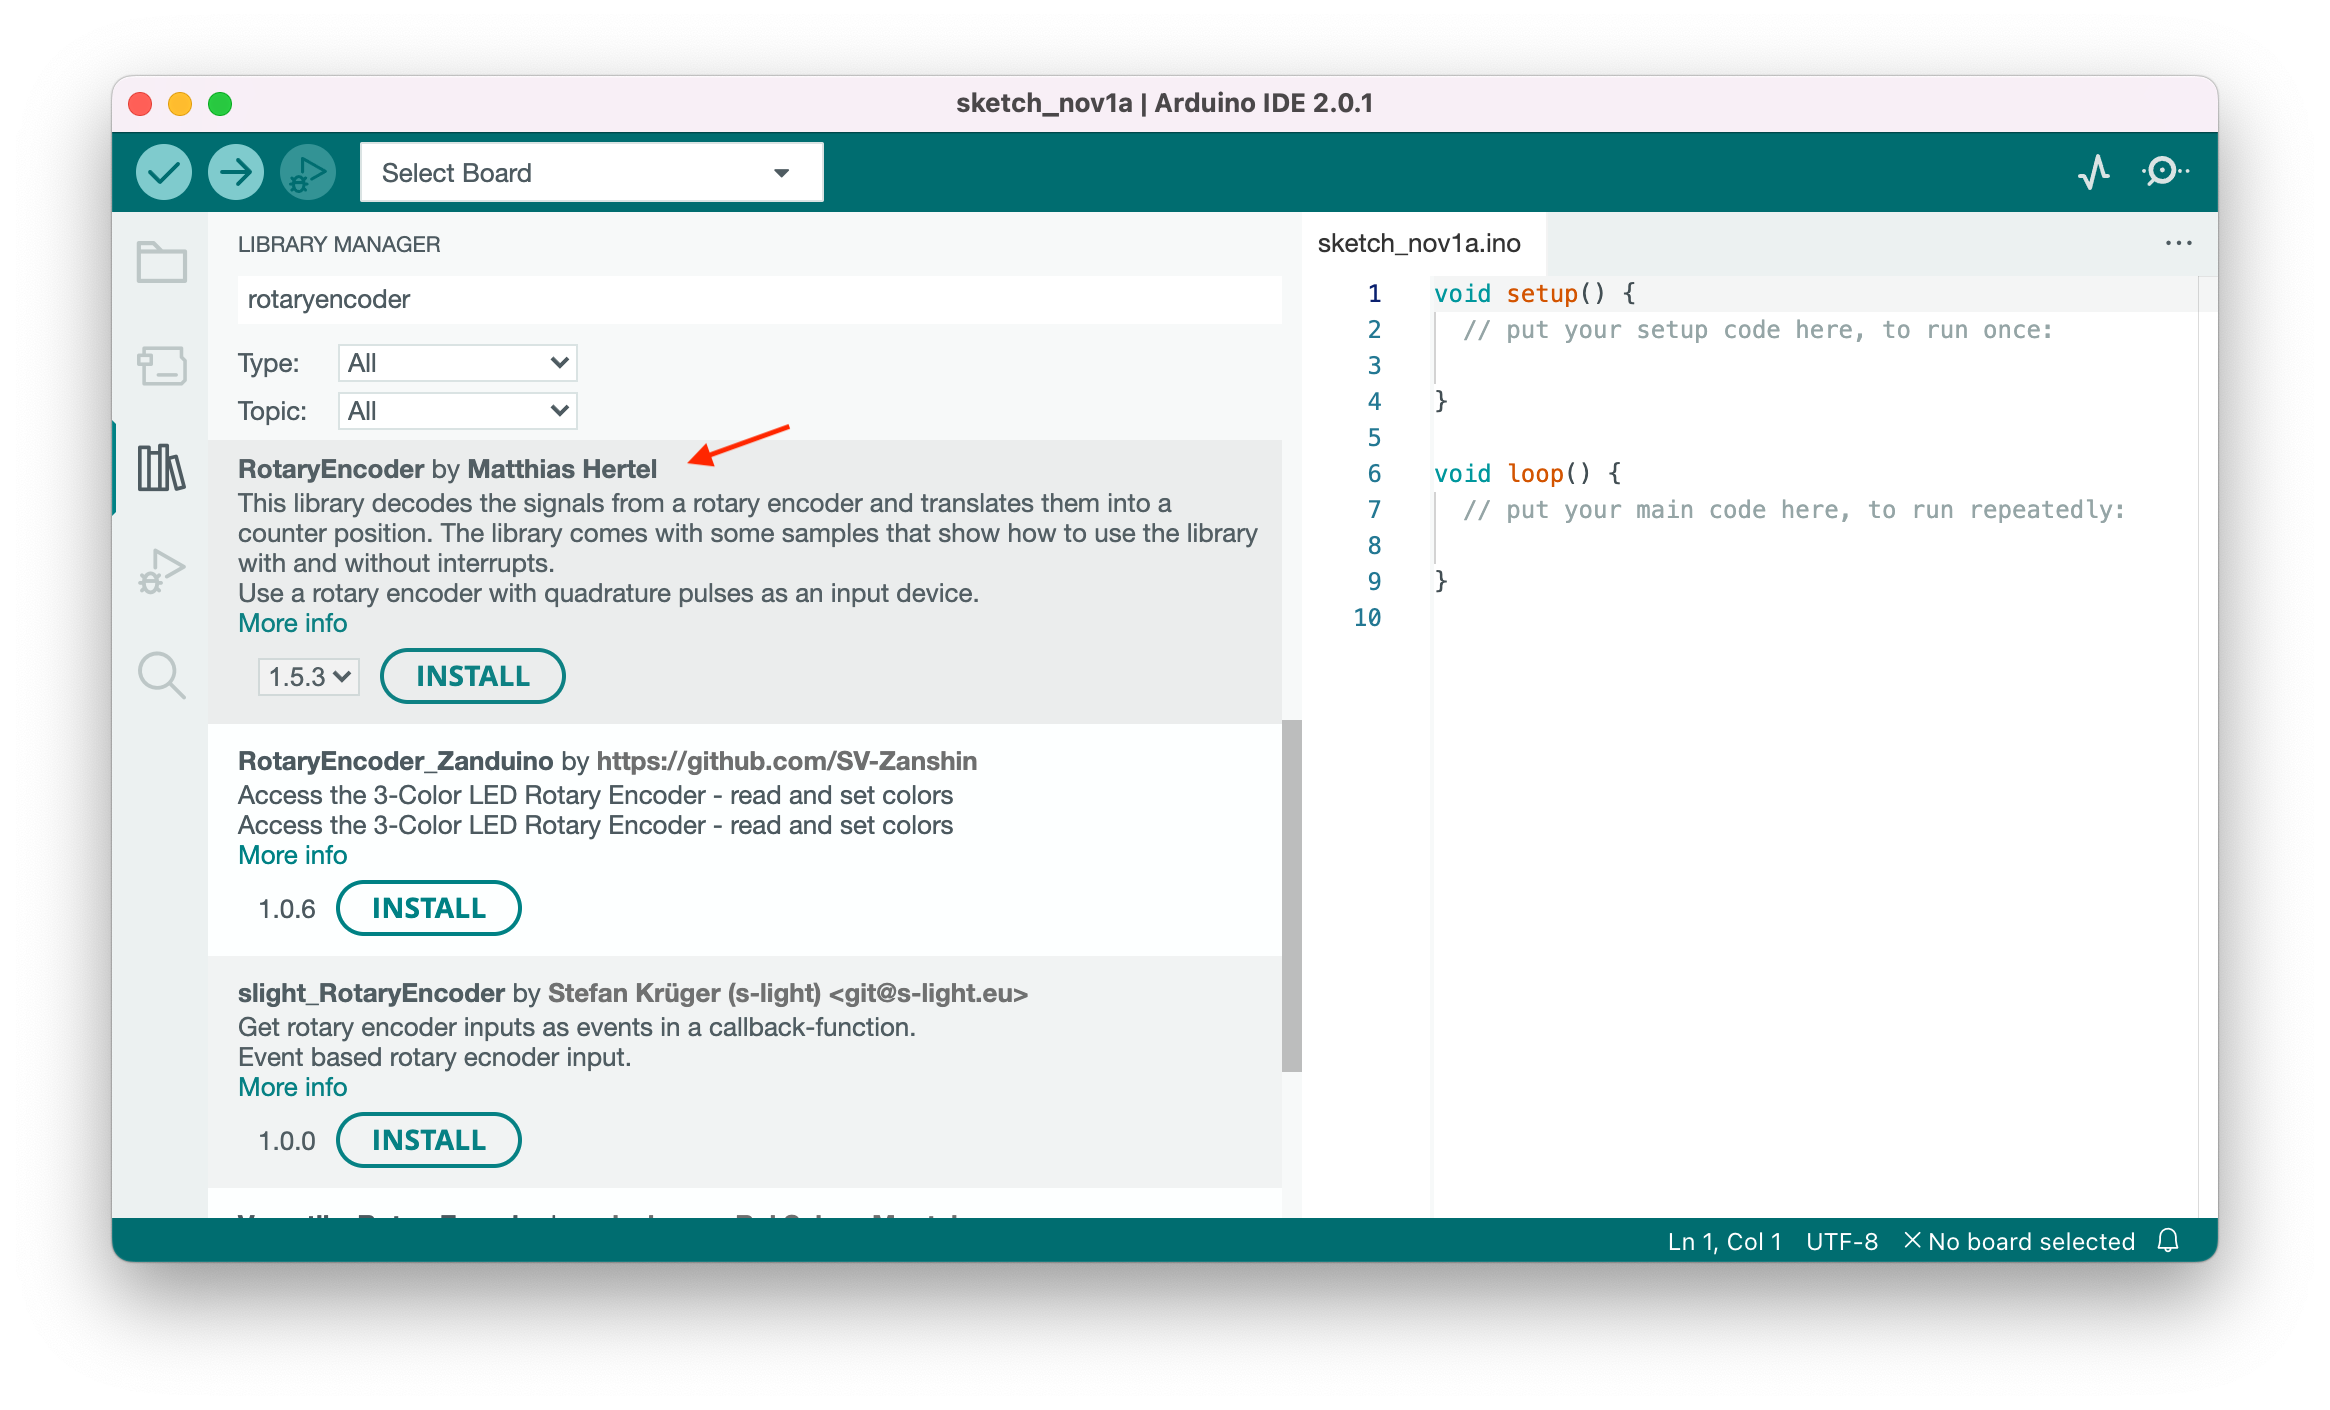 sketch_nov1a | Arduino IDE 2.0.1
Select Board
LIBRARY MANAGER
rotaryencoder
Type: All
Topic: All
RotaryEncoder by Matthias Hertel
This library decodes the signals from a rotary encoder and translates them into a
counter position. The library comes with some samples that show how to use the library
with and without interrupts.
Use a rotary encoder with quadrature pulses as an input device.
More info
1.5.3 INSTALL
RotaryEncoder_Zanduino by https://github.com/SV-Zanshin
Access the 3-Color LED Rotary Encoder - read and set colors
Access the 3-Color LED Rotary Encoder - read and set colors
More info
1.0.6 INSTALL
slight_RotaryEncoder by Stefan Krüger (s-light) <git@s-light.eu>
Get rotary encoder inputs as events in a callback-function.
Event based rotary ecnoder input.
More info
1.0.0 INSTALL
sketch_nov1a.ino
1 void setup() {
2 // put your setup code here, to run once:
3
4 }
5
6 void loop() {
7 // put your main code here, to run repeatedly:
8
9 }
10
Ln 1, Col 1 UTF-8 No board selected